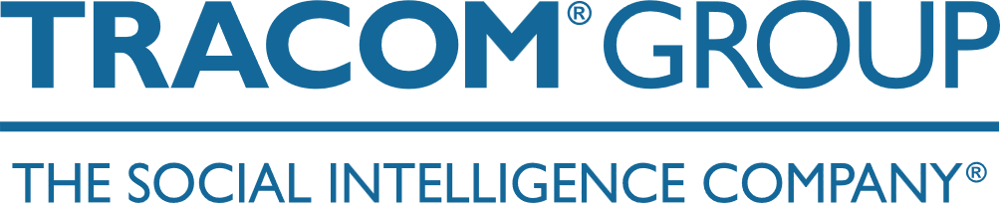 TRACOM® GROUP
THE SOCIAL INTELLIGENCE COMPANY®